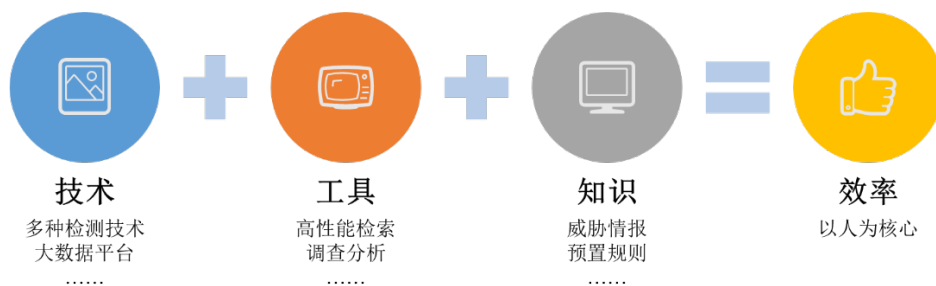 技术
多种检测技术
大数据平台
……
工具
高性能检索
调查分析
……
知识
威胁情报
预置规则
……
效率
以人为核心